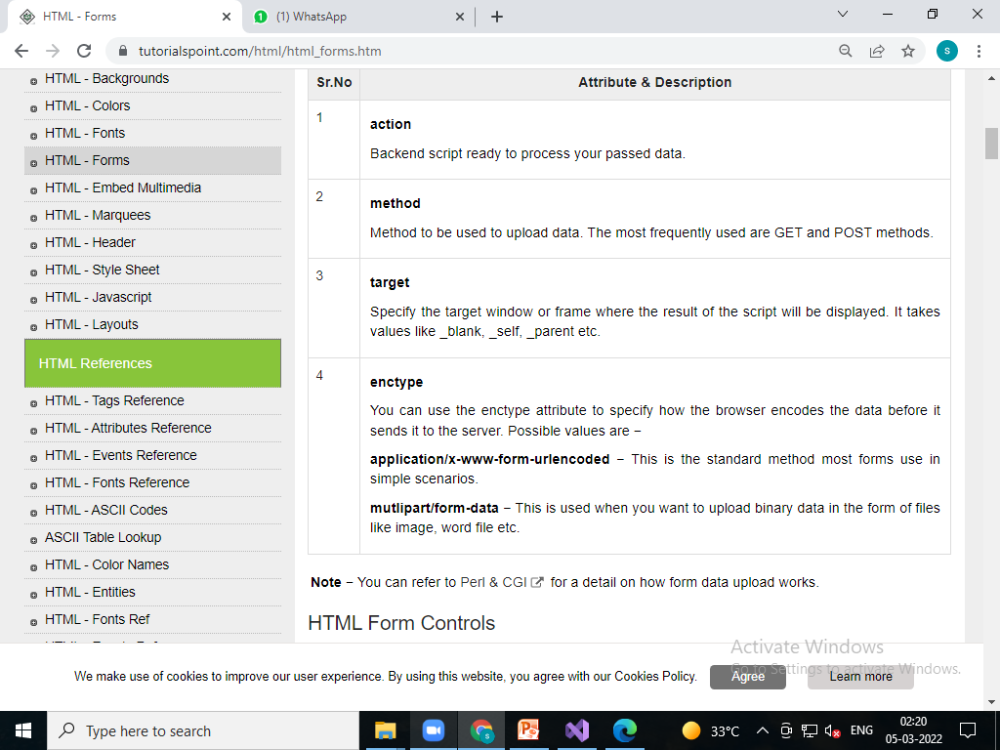 HTML - Forms
(1) WhatsApp
tutorialspoint.com/html/html_forms.htm
s
HTML - Backgrounds
HTML - Colors
HTML - Fonts
HTML - Forms
HTML - Embed Multimedia
HTML - Marquees
HTML - Header
HTML - Style Sheet
HTML - Javascript
HTML - Layouts
HTML References
HTML - Tags Reference
HTML - Attributes Reference
HTML - Events Reference
HTML - Fonts Reference
HTML - ASCII Codes
ASCII Table Lookup
HTML - Color Names
HTML - Entities
HTML - Fonts Ref
Sr.No Attribute & Description
1 action
Backend script ready to process your passed data.
2 method
Method to be used to upload data. The most frequently used are GET and POST methods.
3 target
Specify the target window or frame where the result of the script will be displayed. It takes
values like _blank, _self, _parent etc.
4 enctype
You can use the enctype attribute to specify how the browser encodes the data before it
sends it to the server. Possible values are −
application/x-www-form-urlencoded − This is the standard method most forms use in
simple scenarios.
mutlipart/form-data − This is used when you want to upload binary data in the form of files
like image, word file etc.
Note − You can refer to Perl & CGI for a detail on how form data upload works.
HTML Form Controls
Activate Windows
Go to Settings to activate Windows.
We make use of cookies to improve our user experience. By using this website, you agree with our Cookies Policy. Agree Learn more
Type here to search
33°C ENG 02:20
05-03-2022